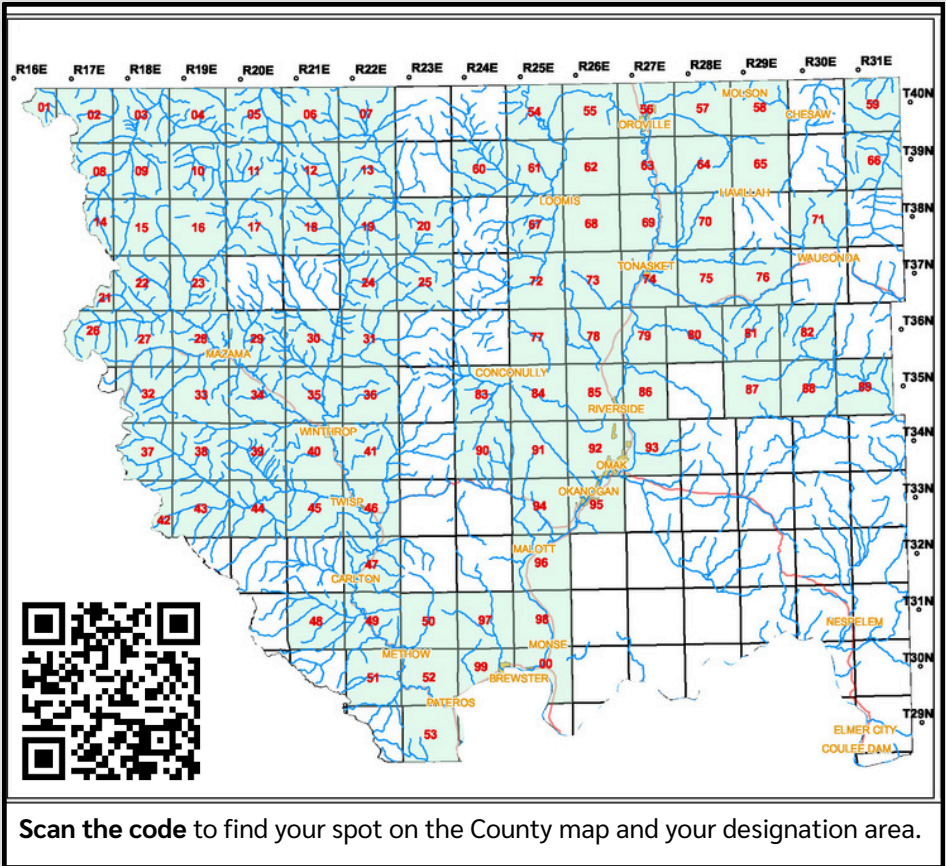 R16E R17E R18E R19E R20E R21E R22E R23E R24E R25E R26E R27E R28E R29E R30E R31E
T40N
01 02 03 04 05 06 07 54 55 56 57 58 59
MOLSON
CHESAW
OROVILLE
T39N
08 09 10 11 12 13 60 61 62 63 64 65 66
LOOMIS
HAVILLAH
T38N
14 15 16 17 18 19 20 67 68 69 70 71
TONASKET
WAUCONDA
T37N
21 22 23 24 25 72 73 74 75 76
T36N
26 27 28 29 30 31 77 78 79 80 81 82
MAZAMA
CONCONULLY
T35N
32 33 34 35 36 83 84 85 86 87 88 89
RIVERSIDE
WINTHROP
T34N
37 38 39 40 41 90 91 92 93
OMAK
T33N
42 43 44 45 46 94 95
TWISP
OKANOGAN
T32N
MALOTT
47 96
CARLTON
T31N
48 49 50 97 98
NESPELEM
METHOW
MONSE
T30N
51 52 99 00
BREWSTER
PATEROS
T29N
53
ELMER CITY
COULEE DAM
Scan the code to find your spot on the County map and your designation area.